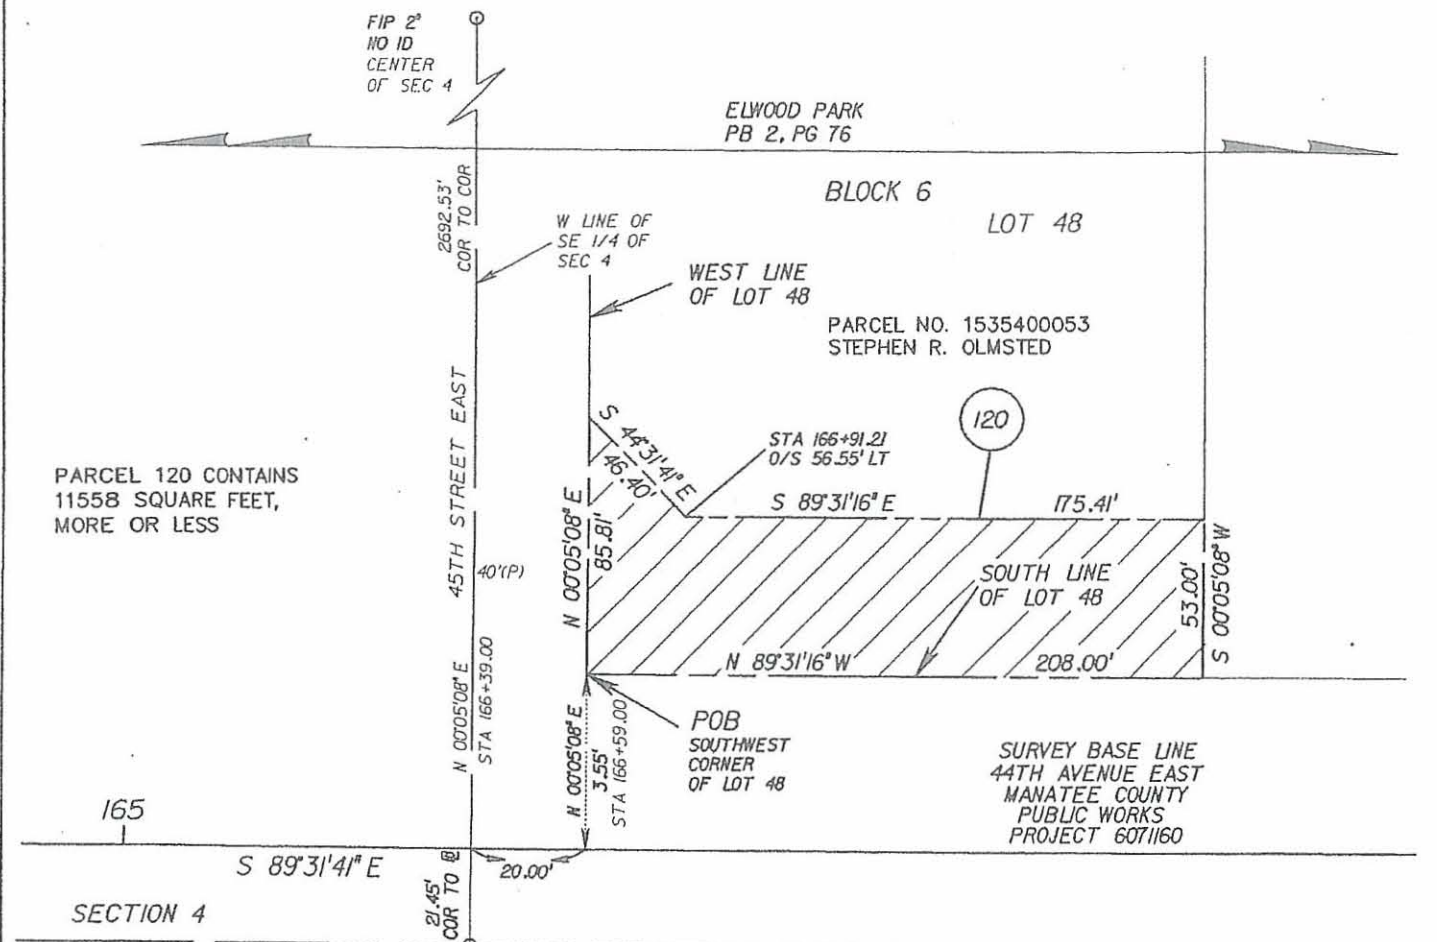 FIP 2"
NO ID
CENTER
OF SEC 4
ELWOOD PARK
PB 2, PG 76
BLOCK 6
LOT 48
2692.53'
COR TO COR
W LINE OF
SE 1/4 OF
SEC 4
WEST LINE
OF LOT 48
PARCEL NO. 1535400053
STEPHEN R. OLMSTED
120
45TH STREET EAST
S 44°31'41" E
46.40'
STA 166+91.21
O/S 56.55' LT
PARCEL 120 CONTAINS
11558 SQUARE FEET,
MORE OR LESS
S 89°31'16" E
175.41'
N 00°05'08" E
85.81'
40'(P)
SOUTH LINE
OF LOT 48
53.00'
S 00°05'08" W
N 89°31'16" W
208.00'
N 00°05'08" E
STA 166+39.00
N 00°05'08" E
3.55'
STA 166+59.00
POB
SOUTHWEST
CORNER
OF LOT 48
SURVEY BASE LINE
44TH AVENUE EAST
MANATEE COUNTY
PUBLIC WORKS
PROJECT 6071160
165
S 89°31'41" E
20.00'
21.45'
COR TO
SECTION 4